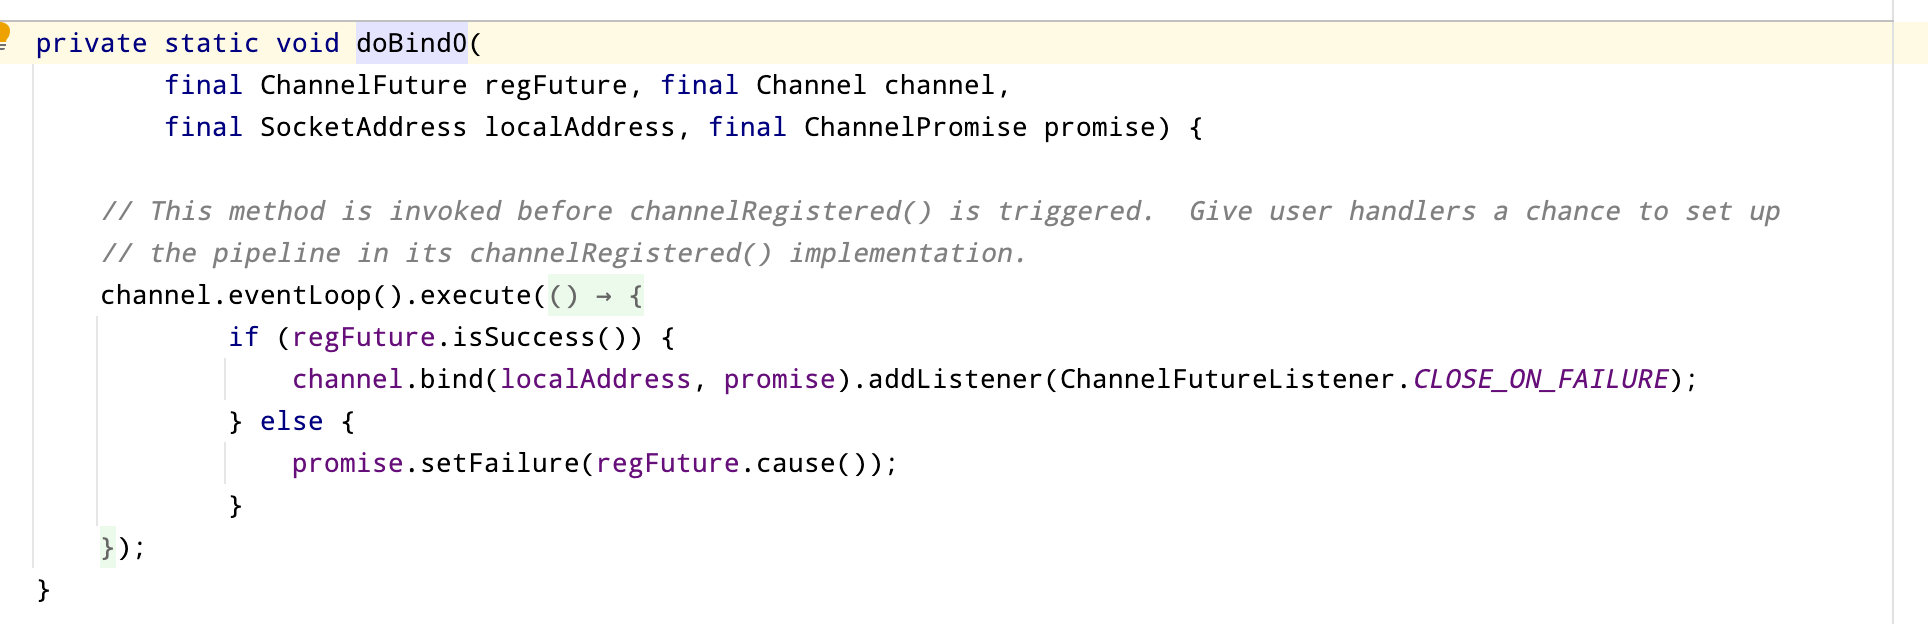 private static void doBind0(
        final ChannelFuture regFuture, final Channel channel,
        final SocketAddress localAddress, final ChannelPromise promise) {
    // This method is invoked before channelRegistered() is triggered.  Give user handlers a chance to set up
    // the pipeline in its channelRegistered() implementation.
    channel.eventLoop().execute(() → {
            if (regFuture.isSuccess()) {
                channel.bind(localAddress, promise).addListener(ChannelFutureListener.CLOSE_ON_FAILURE);
            } else {
                promise.setFailure(regFuture.cause());
            }
    });
}